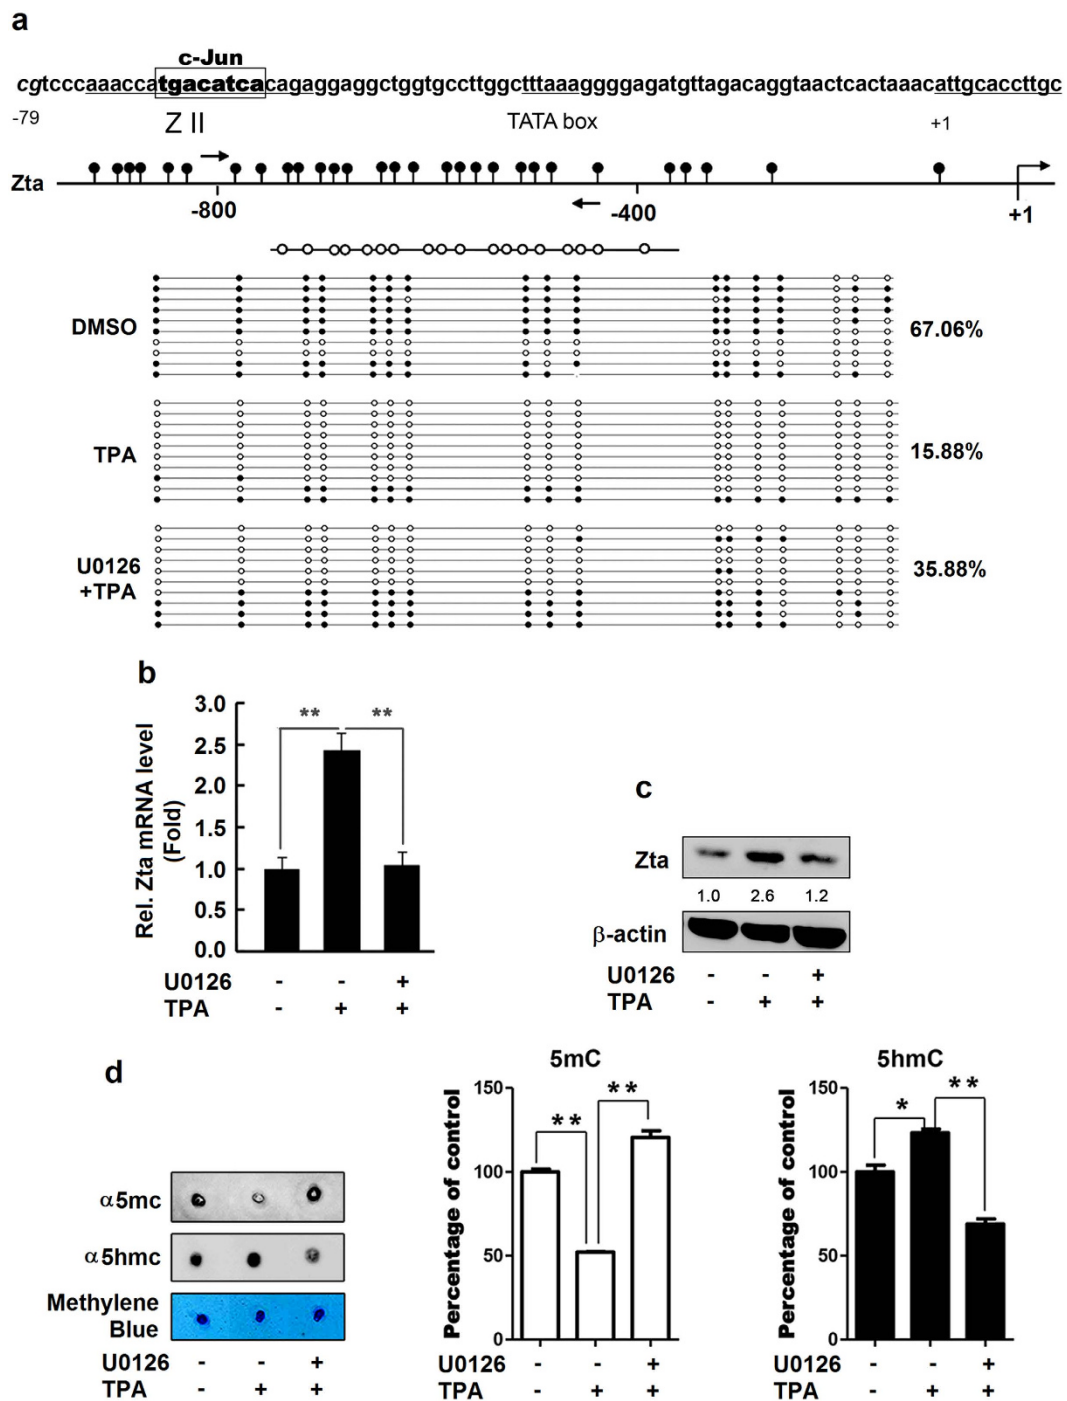 a
c-Jun
cgtcccaaaccatgacatcacagaggaggctggtgccttggctttaaaggggagatgttagacaggtaactcactaaacattgcaccttgc
-79
Z II
TATA box
+1
Zta
-800
-400
+1
DMSO
67.06%
TPA
15.88%
U0126
+TPA
35.88%
b
Rel. Zta mRNA level
(Fold)
3.0
2.5
2.0
1.5
1.0
0.5
0.0
** **
U0126 - - +
TPA - + +
c
Zta
1.0 2.6 1.2
β-actin
U0126 - - +
TPA - + +
d
α5mc
α5hmc
Methylene
Blue
U0126 - - +
TPA - + +
5mC
Percentage of control
150
100
50
0
** **
U0126 - - +
TPA - + +
5hmC
Percentage of control
150
100
50
0
* **
U0126 - - +
TPA - + +